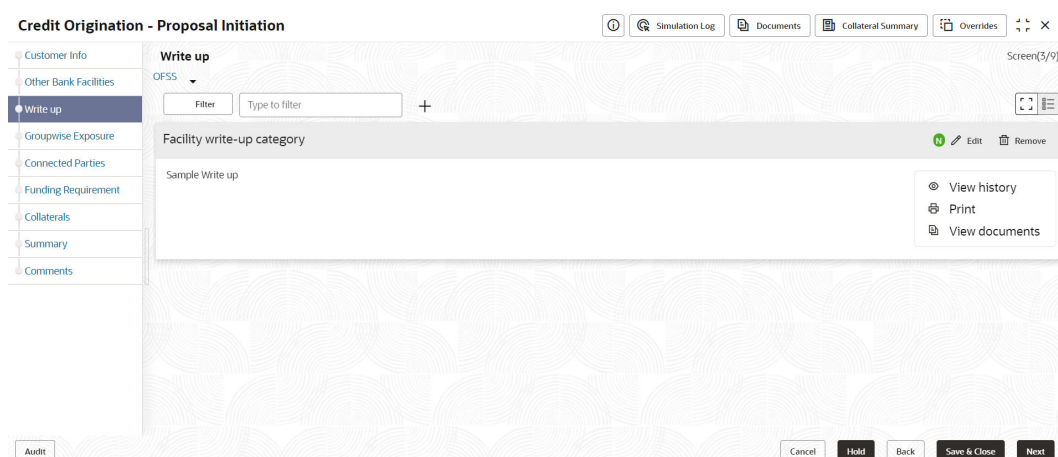 Credit Origination - Proposal Initiation
Simulation Log
Documents
Collateral Summary
Overrides
Customer Info
Other Bank Facilities
Write up
Groupwise Exposure
Connected Parties
Funding Requirement
Collaterals
Summary
Comments
Write up
Screen(3/9)
OFSS
Filter
Type to filter
Facility write-up category
N
Edit
Remove
Sample Write up
View history
Print
View documents
Audit
Cancel
Hold
Back
Save & Close
Next